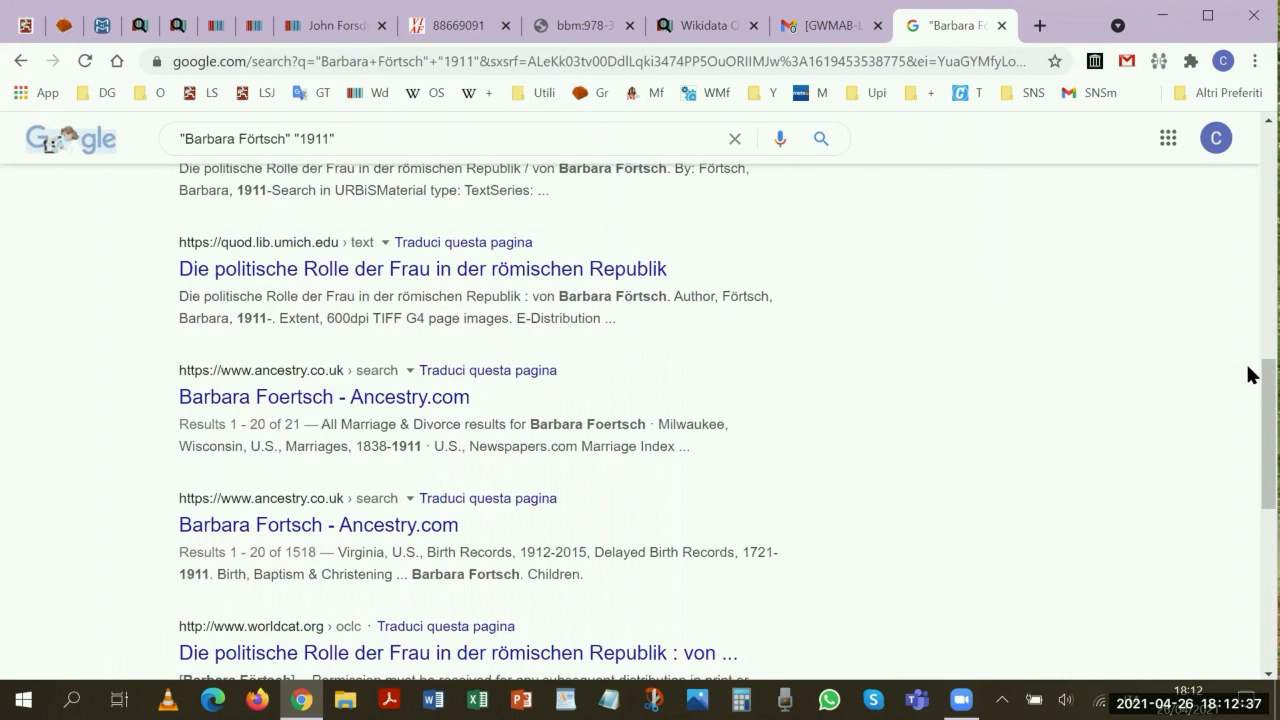 John Forsch
88669091
bbm:978-3
Wikidata Q
[GWMAB-L
"Barbara Fö
google.com/search?q="Barbara+Förtsch"+"1911"&sxsrf=ALeKk03tv00DdlLqki3474PP5OuORIIMJw%3A1619453538775&ei=YuaGYMfyLo...
App DG O LS LSJ GT Wd OS + Utili Gr Mf WMf Y M Upi + T SNS SNSm Altri Preferiti
Google "Barbara Förtsch" "1911" C
Die politische Rolle der Frau in der römischen Republik / von Barbara Förtsch. By: Förtsch,
Barbara, 1911-Search in URBiSMaterial type: TextSeries: ...
https://quod.lib.umich.edu › text Traduci questa pagina
Die politische Rolle der Frau in der römischen Republik
Die politische Rolle der Frau in der römischen Republik : von Barbara Förtsch. Author, Förtsch,
Barbara, 1911-. Extent, 600dpi TIFF G4 page images. E-Distribution ...
https://www.ancestry.co.uk › search Traduci questa pagina
Barbara Foertsch - Ancestry.com
Results 1 - 20 of 21 — All Marriage & Divorce results for Barbara Foertsch · Milwaukee,
Wisconsin, U.S., Marriages, 1838-1911 · U.S., Newspapers.com Marriage Index ...
https://www.ancestry.co.uk › search Traduci questa pagina
Barbara Fortsch - Ancestry.com
Results 1 - 20 of 1518 — Virginia, U.S., Birth Records, 1912-2015, Delayed Birth Records, 1721-
1911. Birth, Baptism & Christening ... Barbara Fortsch. Children.
http://www.worldcat.org › oclc · Traduci questa pagina
Die politische Rolle der Frau in der römischen Republik : von ...
18:12
2021-04-26 18:12:37